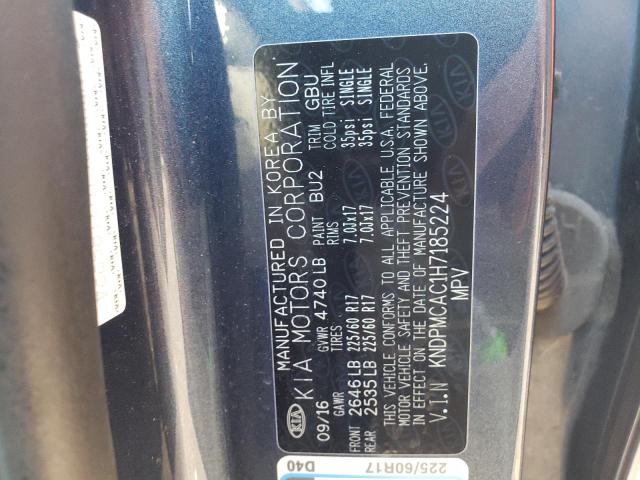 MANUFACTURED IN KOREA BY
KIA KIA MOTORS CORPORATION
09/16 GVWR 4740 LB PAINT BU2 TRIM GBU
GAWR TIRES RIMS COLD TIRE INFL
FRONT 2646 LB 225/60 R17 7.0Jx17 35psi SINGLE
REAR 2535 LB 225/60 R17 7.0Jx17 35psi SINGLE
THIS VEHICLE CONFORMS TO ALL APPLICABLE U.S.A. FEDERAL
MOTOR VEHICLE SAFETY AND THEFT PREVENTION STANDARDS
IN EFFECT ON THE DATE OF MANUFACTURE SHOWN ABOVE.
V.I.N KNDPMCAC1H7185224
MPV
D40
225/60R17